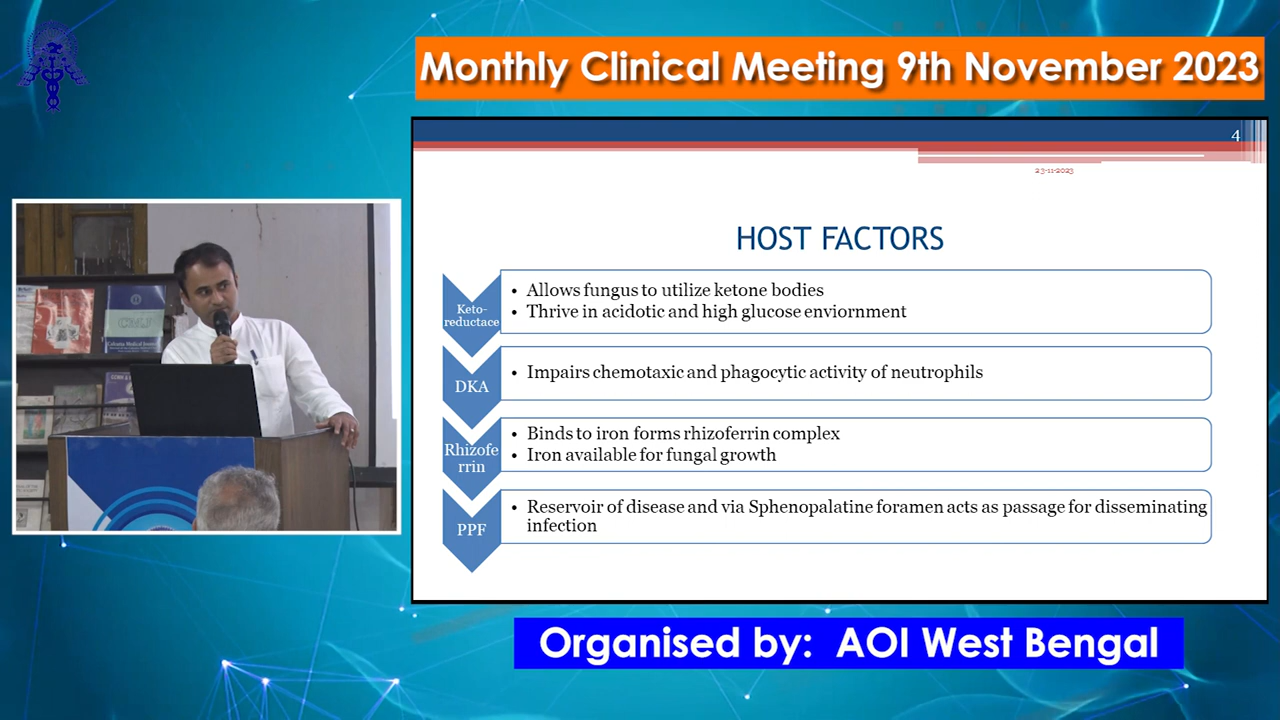 Monthly Clinical Meeting 9th November 2023
4
23-11-2023
HOST FACTORS
Keto-
reductace
• Allows fungus to utilize ketone bodies
• Thrive in acidotic and high glucose enviornment
DKA
• Impairs chemotaxic and phagocytic activity of neutrophils
Rhizofe
rrin
• Binds to iron forms rhizoferrin complex
• Iron available for fungal growth
PPF
• Reservoir of disease and via Sphenopalatine foramen acts as passage for disseminating
infection
Organised by: AOI West Bengal